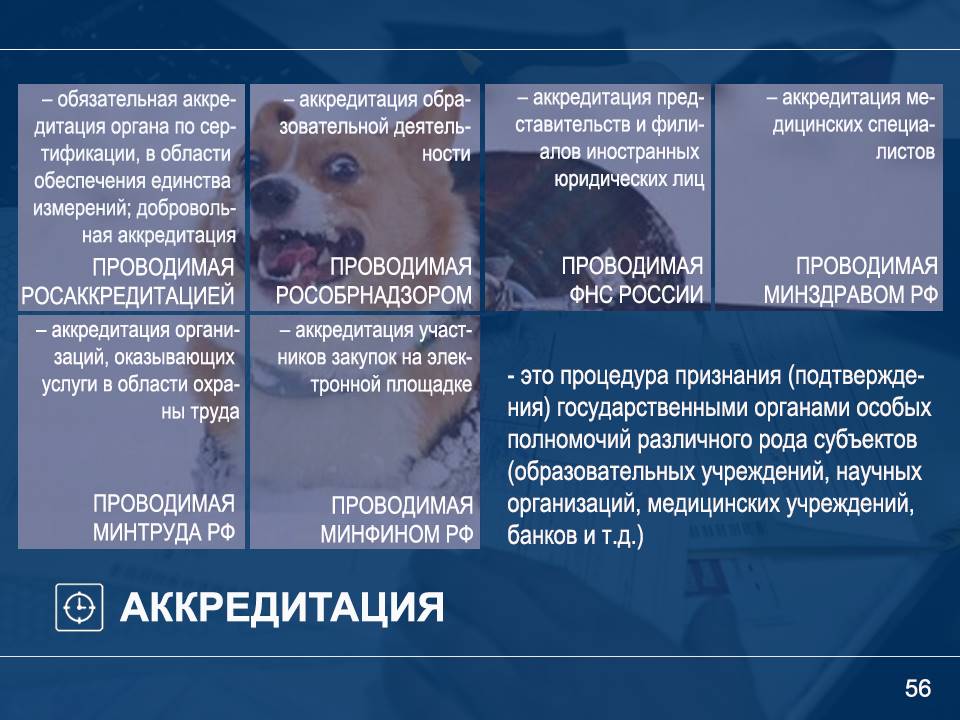 – обязательная аккре-
дитация органа по сер-
тификации, в области
обеспечения единства
измерений; доброволь-
ная аккредитация
ПРОВОДИМАЯ
РОСАККРЕДИТАЦИЕЙ
– аккредитация обра-
зовательной деятель-
ности
ПРОВОДИМАЯ
РОСОБРНАДЗОРОМ
– аккредитация пред-
ставительств и фили-
алов иностранных
юридических лиц
ПРОВОДИМАЯ
ФНС РОССИИ
– аккредитация ме-
дицинских специа-
листов
ПРОВОДИМАЯ
МИНЗДРАВОМ РФ
– аккредитация органи-
заций, оказывающих
услуги в области охра-
ны труда
ПРОВОДИМАЯ
МИНТРУДА РФ
– аккредитация участ-
ников закупок на элек-
тронной площадке
ПРОВОДИМАЯ
МИНФИНОМ РФ
- это процедура признания (подтвержде-
ния) государственными органами особых
полномочий различного рода субъектов
(образовательных учреждений, научных
организаций, медицинских учреждений,
банков и т.д.)
АККРЕДИТАЦИЯ
56